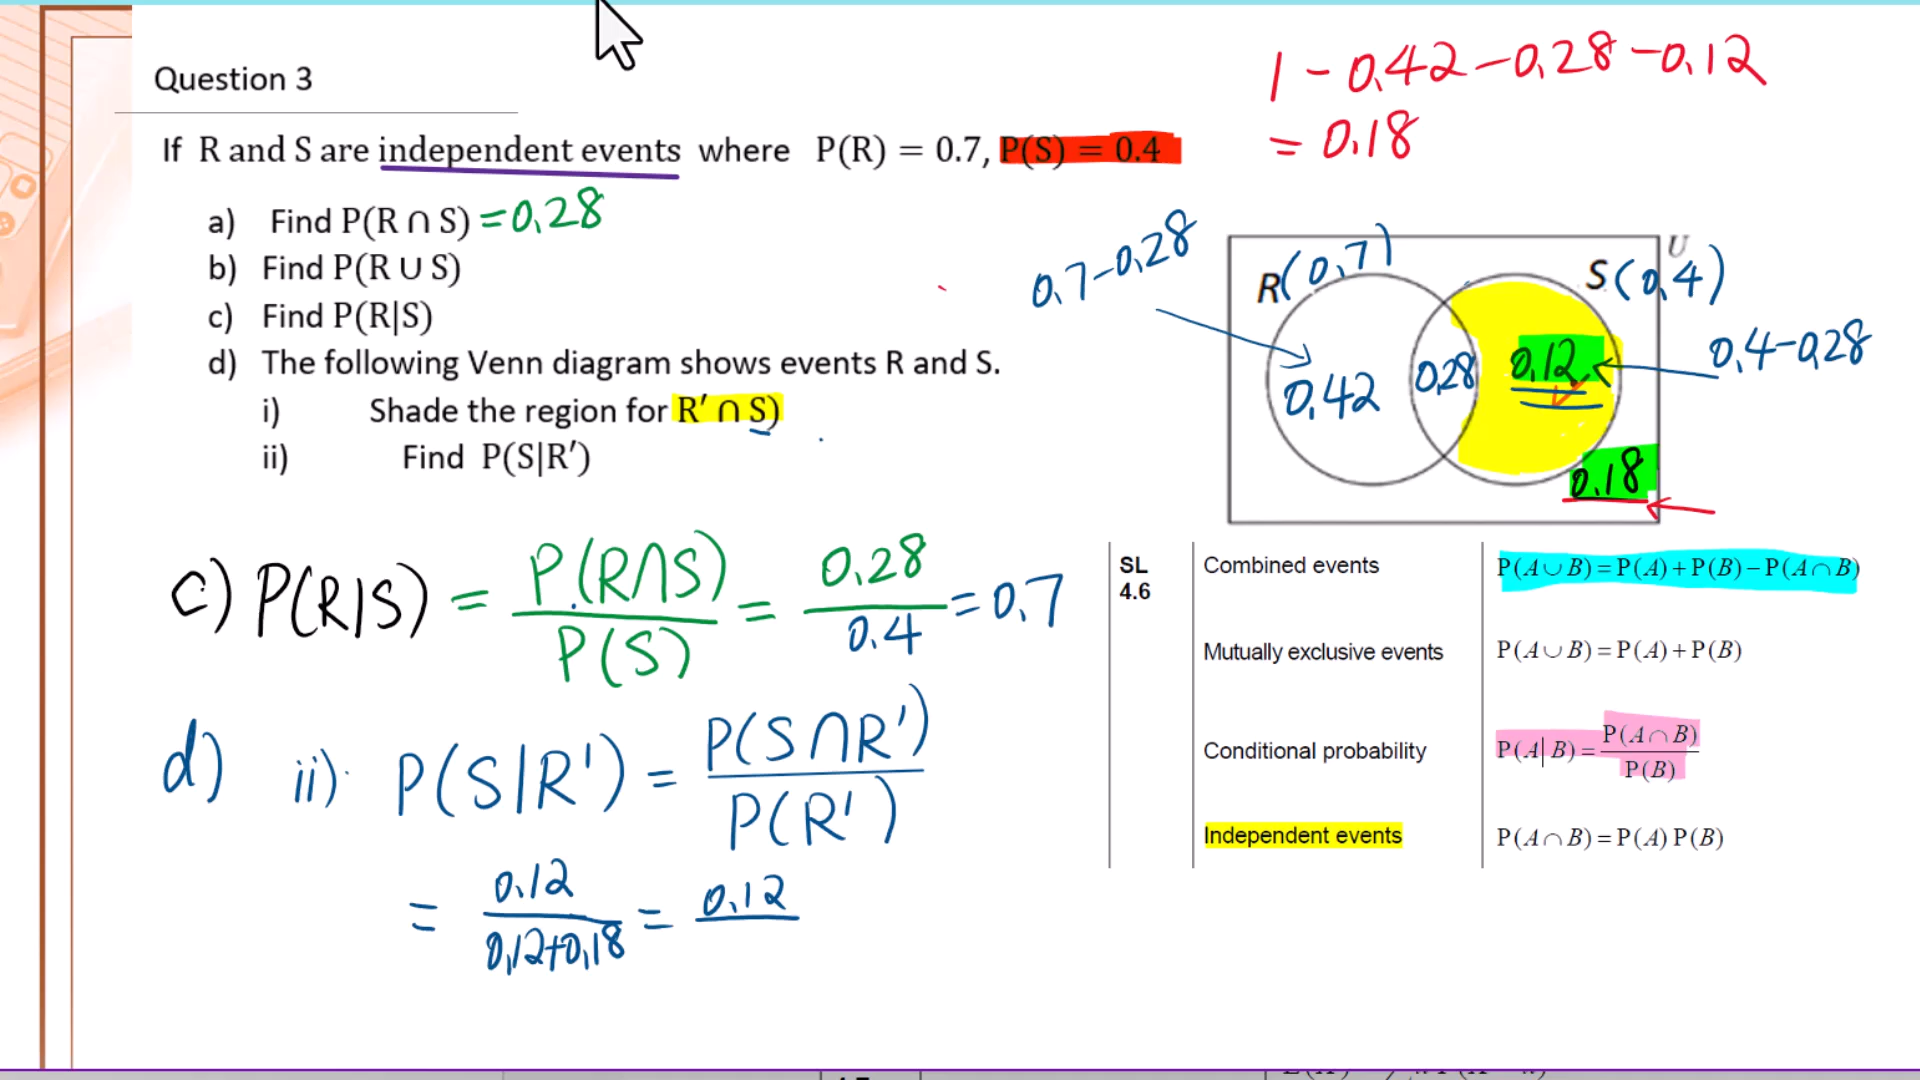 Question 3
1 - 0.42 - 0.28 - 0.12
= 0.18
If R and S are independent events where P(R) = 0.7, P(S) = 0.4
a) Find P(R ∩ S) = 0.28
b) Find P(R ∪ S)
c) Find P(R|S)
d) The following Venn diagram shows events R and S.
i) Shade the region for R′ ∩ S)
ii) Find P(S|R′)
0.7-0.28
U
R(0.7)
S(0.4)
0.4-0.28
0.42
0.28
0.12
0.18
c) P(R|S) = P(R∩S) / P(S) = 0.28 / 0.4 = 0.7
d) ii) P(S|R') = P(S∩R') / P(R')
= 0.12 / 0.12+0.18 = 0.12
SL 4.6
Combined events P(A∪B) = P(A)+P(B)−P(A∩B)
Mutually exclusive events P(A∪B) = P(A)+P(B)
Conditional probability P(A|B) = P(A∩B) / P(B)
Independent events P(A∩B) = P(A) P(B)